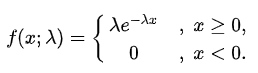 f(x; λ) = { λe^{-λx} , x ≥ 0,
0 , x < 0.